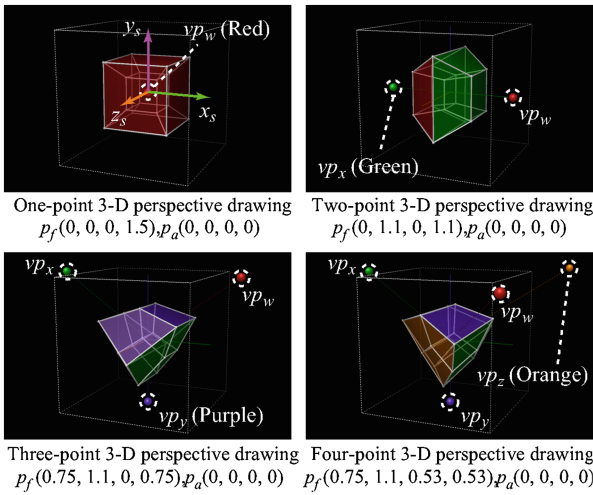 y_s
vp_w (Red)
z_s
x_s
One-point 3-D perspective drawing
p_f(0, 0, 0, 1.5),p_a(0, 0, 0, 0)
vp_w
vp_x (Green)
Two-point 3-D perspective drawing
p_f(0, 1.1, 0, 1.1),p_a(0, 0, 0, 0)
vp_x
vp_w
vp_y (Purple)
Three-point 3-D perspective drawing
p_f(0.75, 1.1, 0, 0.75),p_a(0, 0, 0, 0)
vp_x
vp_w
vp_z (Orange)
vp_y
Four-point 3-D perspective drawing
p_f(0.75, 1.1, 0.53, 0.53),p_a(0, 0, 0, 0)